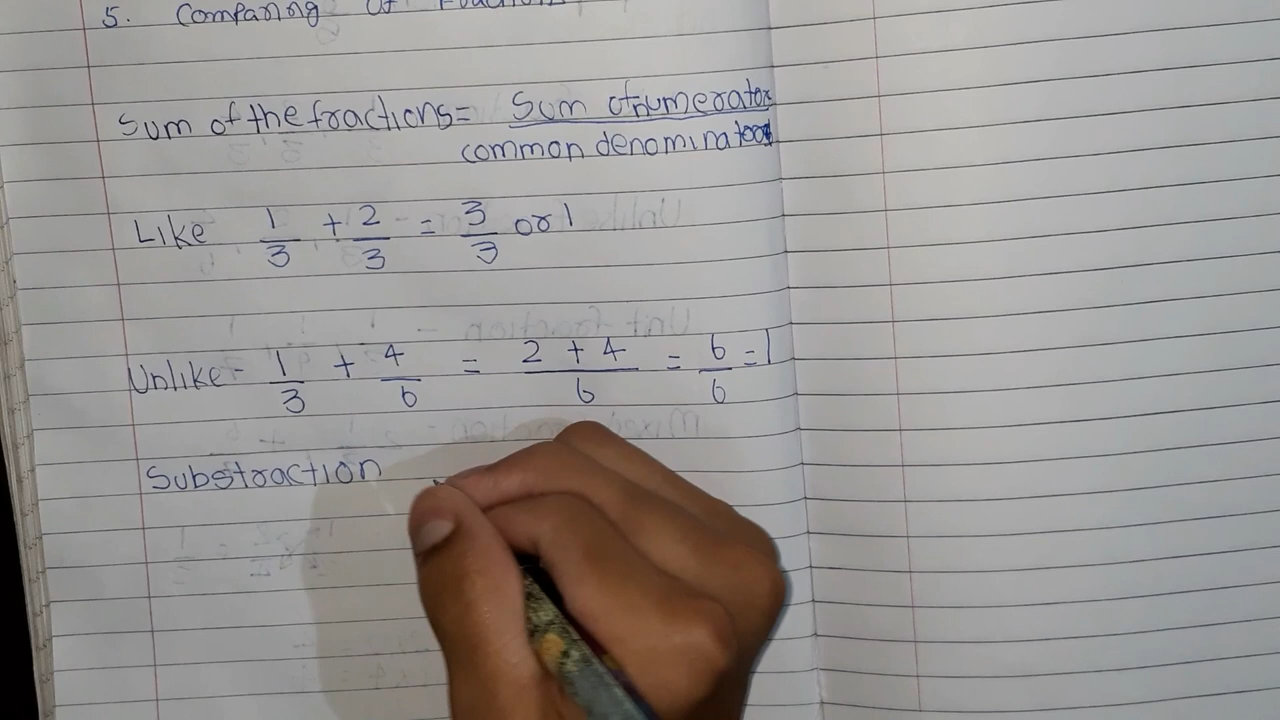 5. Comparing Of Fractions
Sum of the fractions = Sum of numerator
common denominator
Like 1/3 + 2/3 = 3/3 or 1
Unlike - 1/3 + 4/6 = 2 + 4/6 = 6/6 = 1
Substraction